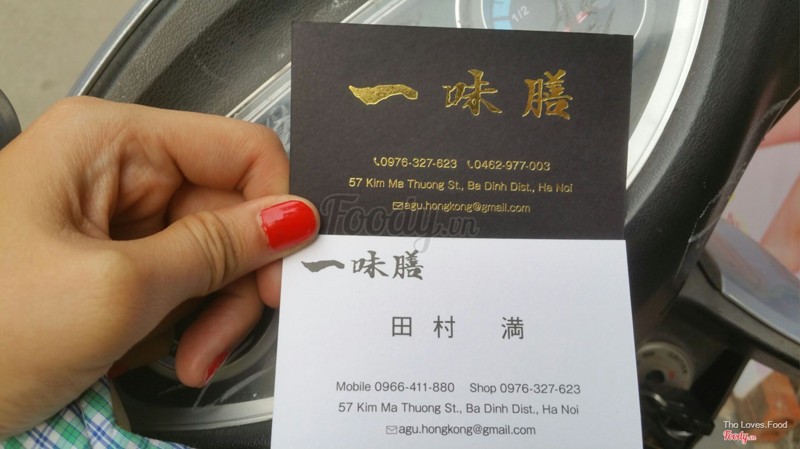 1/2
一味膳
0976-327-623 0462-977-003
57 Kim Ma Thuong St., Ba Dinh Dist., Ha Noi
agu.hongkong@gmail.com
Foody.vn
一味膳
田村 満
Mobile 0966-411-880 Shop 0976-327-623
57 Kim Ma Thuong St., Ba Dinh Dist., Ha Noi
agu.hongkong@gmail.com
Tho.Loves.Food
Foody.vn